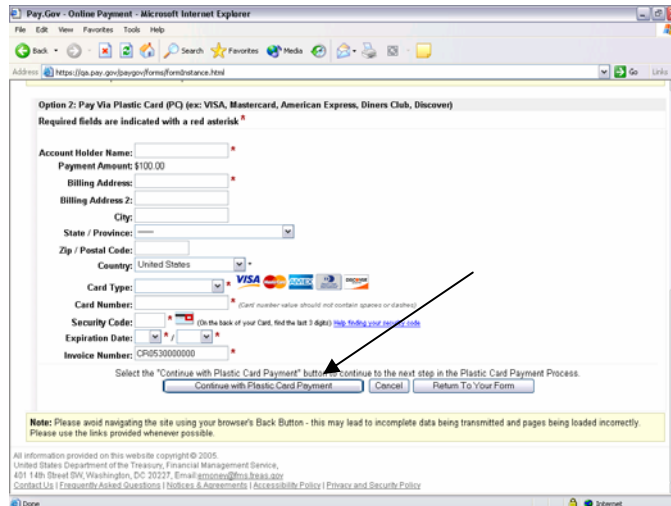 Pay.Gov - Online Payment - Microsoft Internet Explorer
File Edit View Favorites Tools Help
Back Search Favorites Media
Address https://qa.pay.gov/paygov/forms/formInstance.html Go Links
Option 2: Pay Via Plastic Card (PC) (ex: VISA, Mastercard, American Express, Diners Club, Discover)
Required fields are indicated with a red asterisk *
Account Holder Name: *
Payment Amount: $100.00
Billing Address: *
Billing Address 2:
City:
State / Province:
Zip / Postal Code:
Country: United States *
Card Type: * VISA AMEX DISCOVER
Card Number: * (Card number value should not contain spaces or dashes)
Security Code: * (On the back of your Card, find the last 3 digits) Help finding your security code
Expiration Date: * / *
Invoice Number: CRI0530000000 *
Select the "Continue with Plastic Card Payment" button to continue to the next step in the Plastic Card Payment Process.
Continue with Plastic Card Payment Cancel Return To Your Form
Note: Please avoid navigating the site using your browser's Back Button - this may lead to incomplete data being transmitted and pages being loaded incorrectly.
Please use the links provided whenever possible.
All information provided on this website copyright © 2005.
United States Department of the Treasury, Financial Management Service,
401 14th Street SW, Washington, DC 20227, Email:emoney@fms.treas.gov
Contact Us | Frequently Asked Questions | Notices & Agreements | Accessibility Policy | Privacy and Security Policy
Done Internet